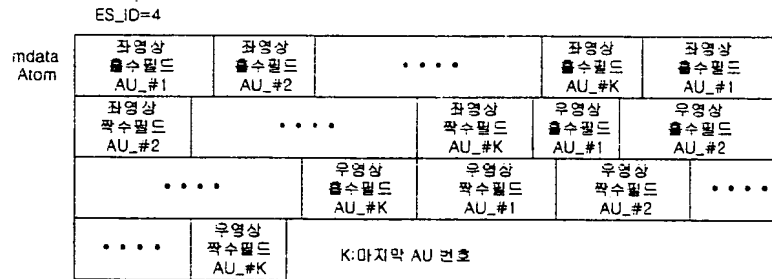 ES_ID=4
mdata
Atom
좌영상
홀수필드
AU_#1
좌영상
홀수필드
AU_#2
• • • •
좌영상
홀수필드
AU_#K
좌영상
홀수필드
AU_#1
좌영상
짝수필드
AU_#2
• • • •
좌영상
짝수필드
AU_#K
우영상
홀수필드
AU_#1
우영상
홀수필드
AU_#2
• • • •
우영상
홀수필드
AU_#K
우영상
짝수필드
AU_#1
우영상
짝수필드
AU_#2
• • • •
• • • •
우영상
짝수필드
AU_#K
K:마지막 AU 번호